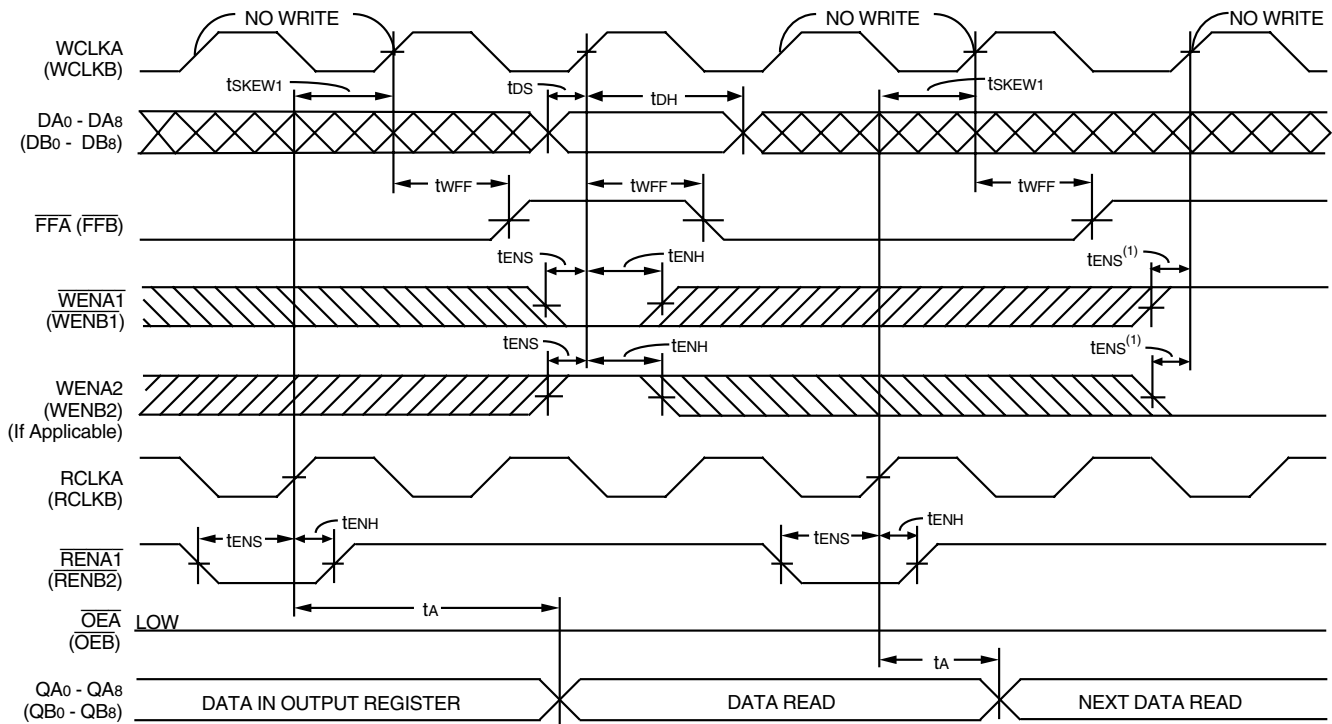 NO WRITE NO WRITE NO WRITE
WCLKA
(WCLKB)
tSKEW1 tDS tDH tSKEW1
DA0 - DA8
(DB0 - DB8)
tWFF tWFF tWFF
FFA (FFB)
tENS tENH tENS(1)
WENA1
(WENB1)
tENS tENH tENS(1)
WENA2
(WENB2)
(If Applicable)
RCLKA
(RCLKB)
tENS tENH tENS tENH
RENA1
(RENB2)
tA
OEA LOW
(OEB)
tA
QA0 - QA8
(QB0 - QB8)
DATA IN OUTPUT REGISTER DATA READ NEXT DATA READ